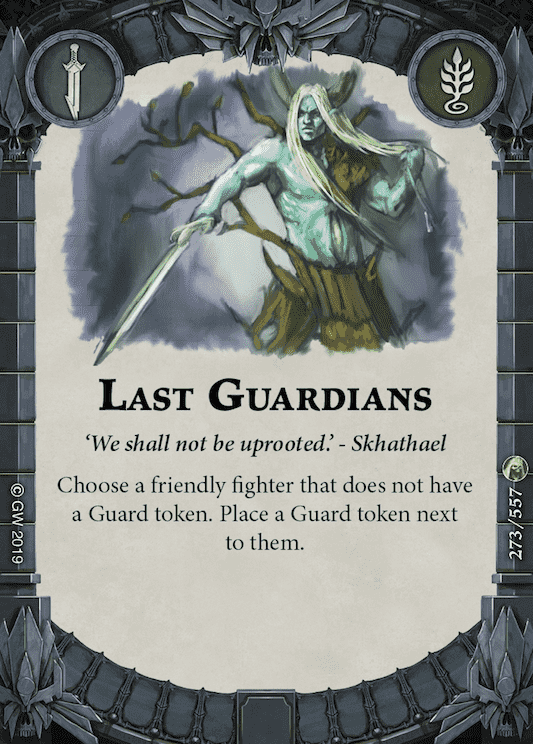 Last Guardians
‘We shall not be uprooted.’ - Skhathael
Choose a friendly fighter that does not have
a Guard token. Place a Guard token next
to them.
© GW 2019
273/557